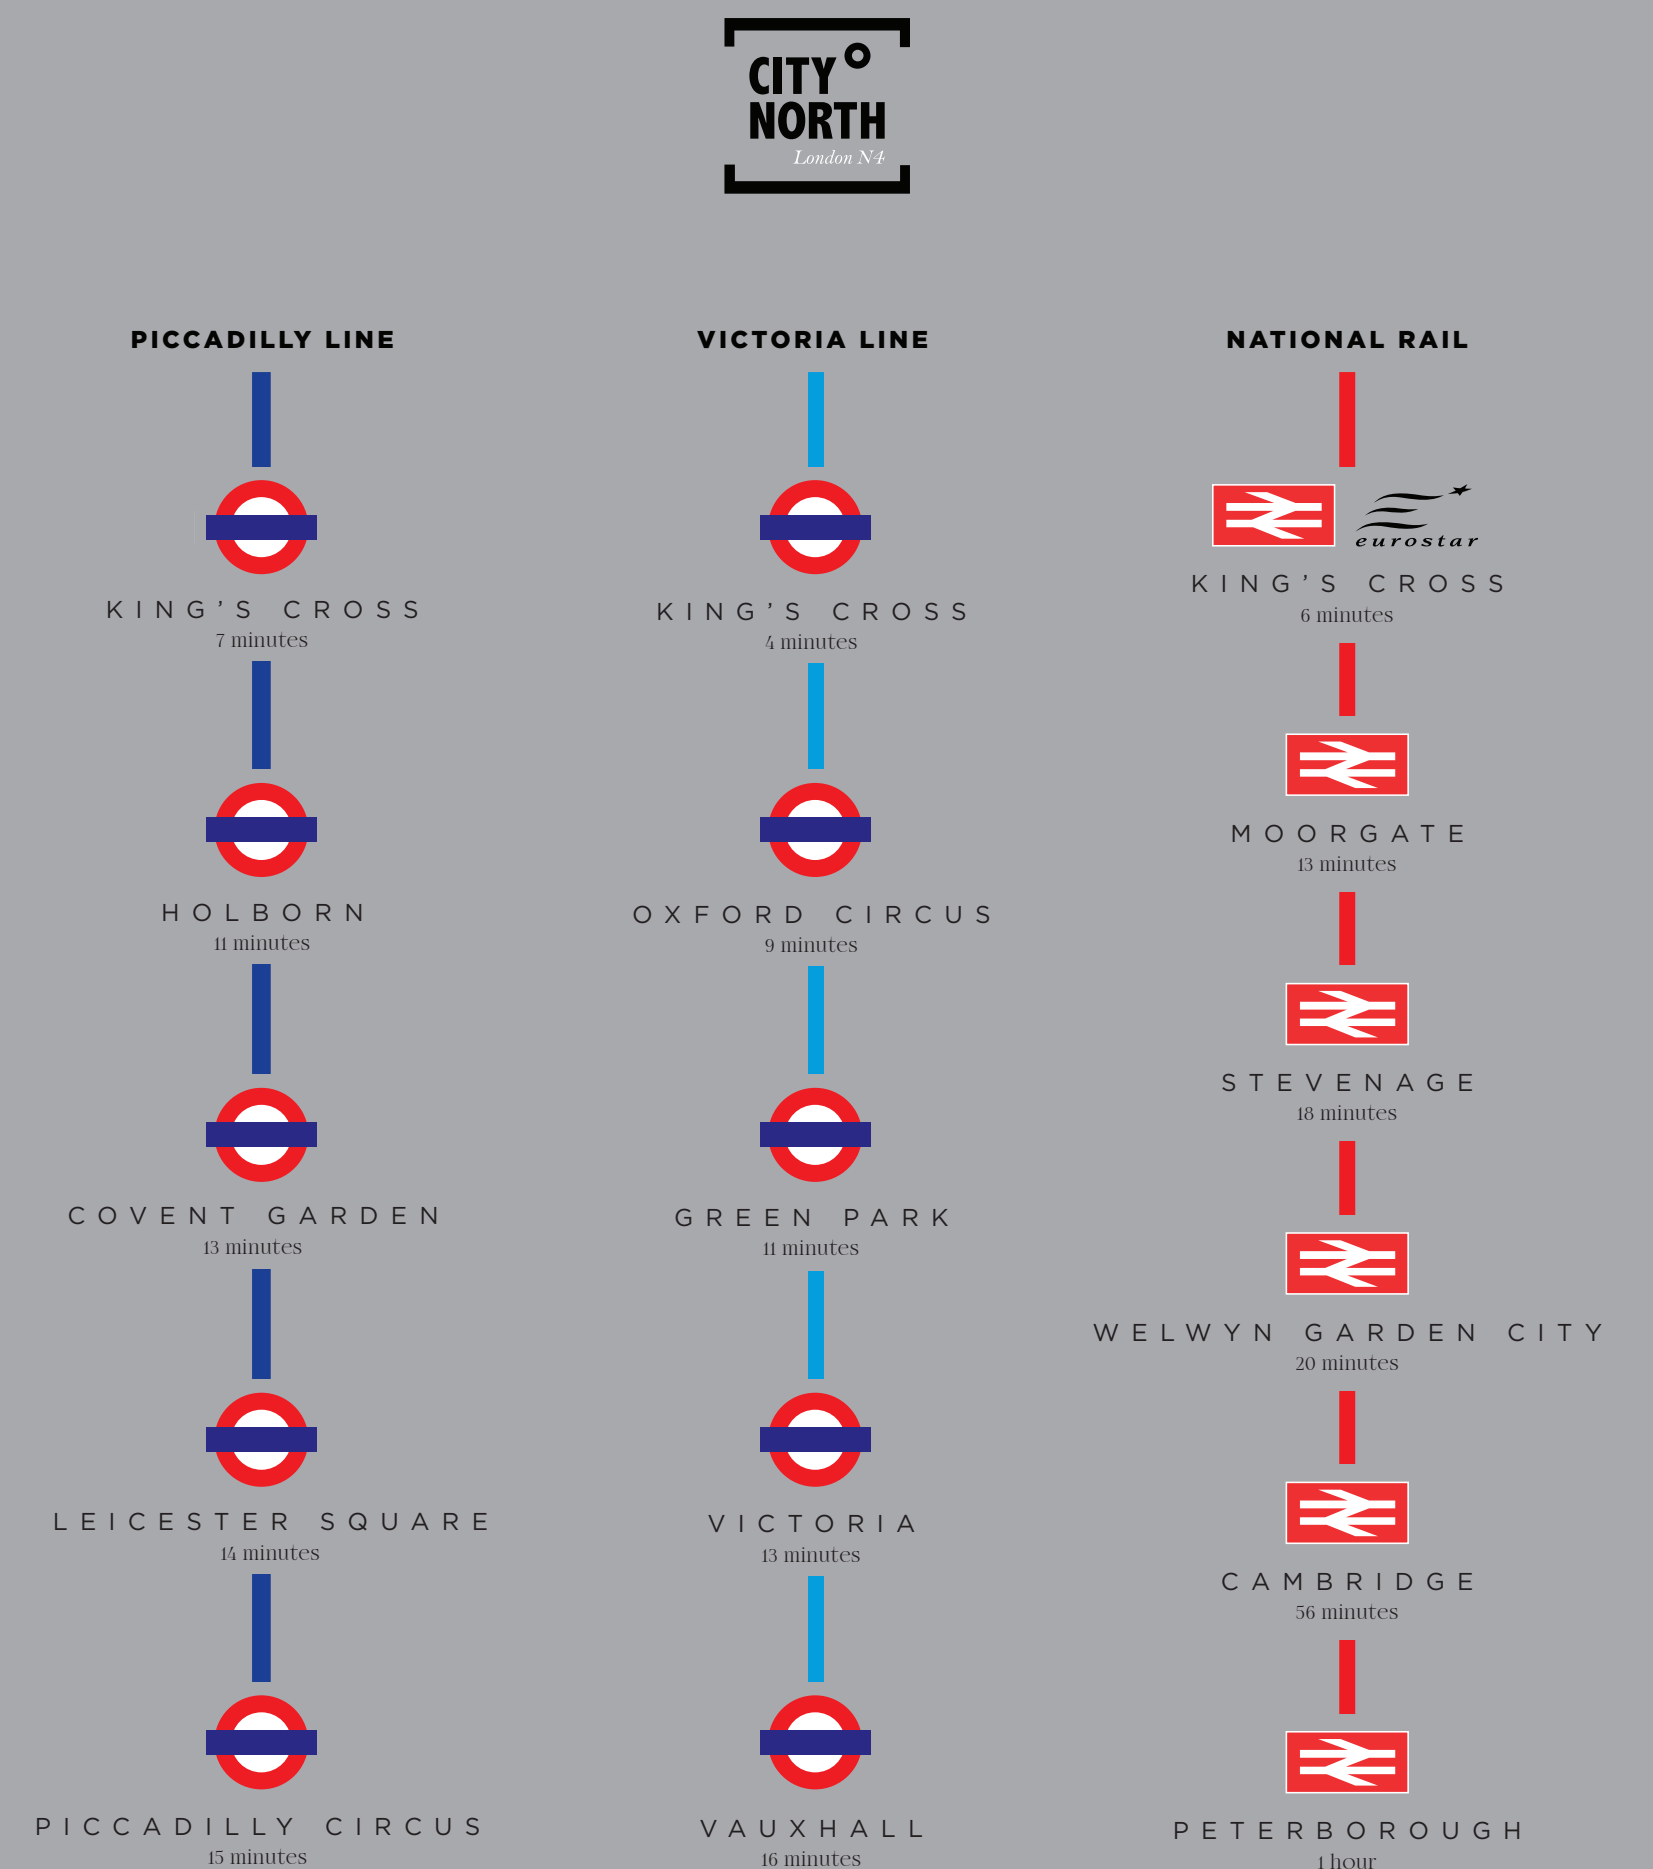 CITY
NORTH
London N4
PICCADILLY LINE
KING’S CROSS
7 minutes
HOLBORN
11 minutes
COVENT GARDEN
13 minutes
LEICESTER SQUARE
14 minutes
PICCADILLY CIRCUS
15 minutes
VICTORIA LINE
KING’S CROSS
4 minutes
OXFORD CIRCUS
9 minutes
GREEN PARK
11 minutes
VICTORIA
13 minutes
VAUXHALL
16 minutes
NATIONAL RAIL
eurostar
KING’S CROSS
6 minutes
MOORGATE
13 minutes
STEVENAGE
18 minutes
WELWYN GARDEN CITY
20 minutes
CAMBRIDGE
56 minutes
PETERBOROUGH
1 hour